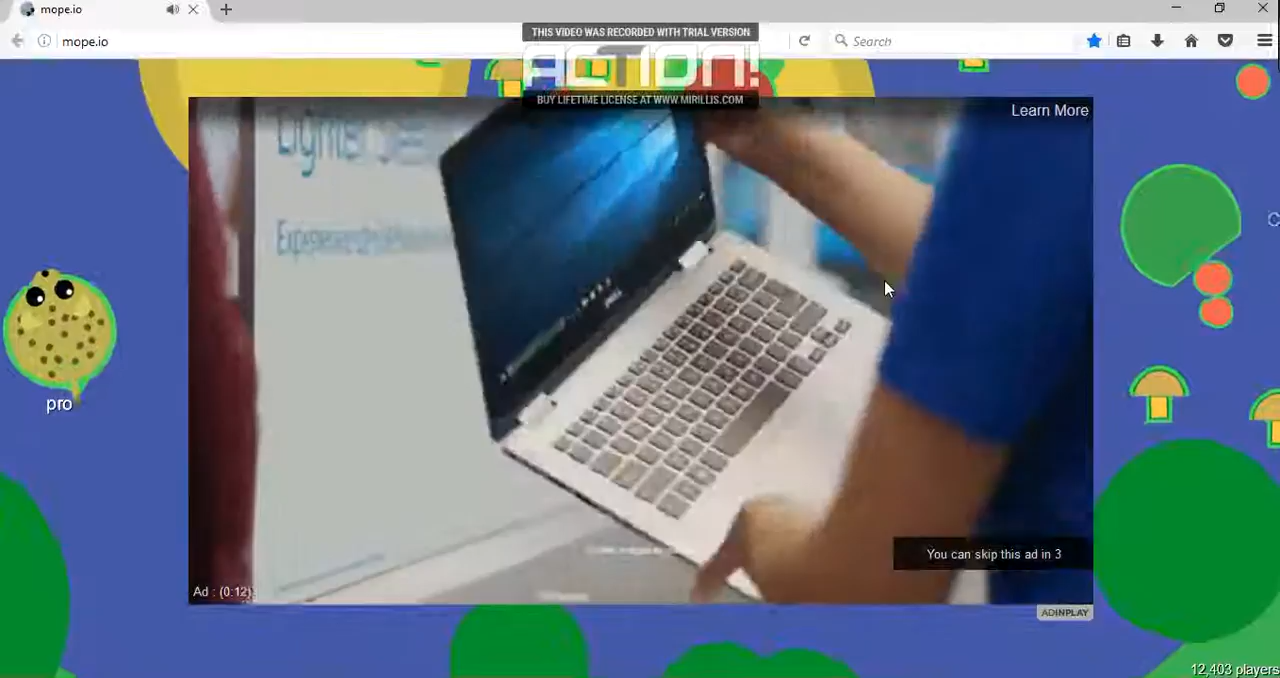 mope.io
mope.io
Search
THIS VIDEO WAS RECORDED WITH TRIAL VERSION
ACTION!
BUY LIFETIME LICENSE AT WWW.MIRILLIS.COM
Learn More
pro
You can skip this ad in 3
Ad : (0:12)
ADINPLAY
12,403 players